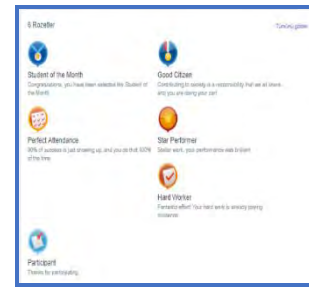 6 Rozetler
Tümünü göster
Student of the Month
Congratulations, you have been selected the Student of
the Month
Good Citizen
Contributing to society is a responsibility that we all share,
and you are doing your part
Perfect Attendance
90% of success is just showing up, and you do that 100%
of the time.
Star Performer
Stellar work, your performance was brilliant
Hard Worker
Fantastic effort! Your hard work is already paying
dividends!
Participant
Thanks for participating.